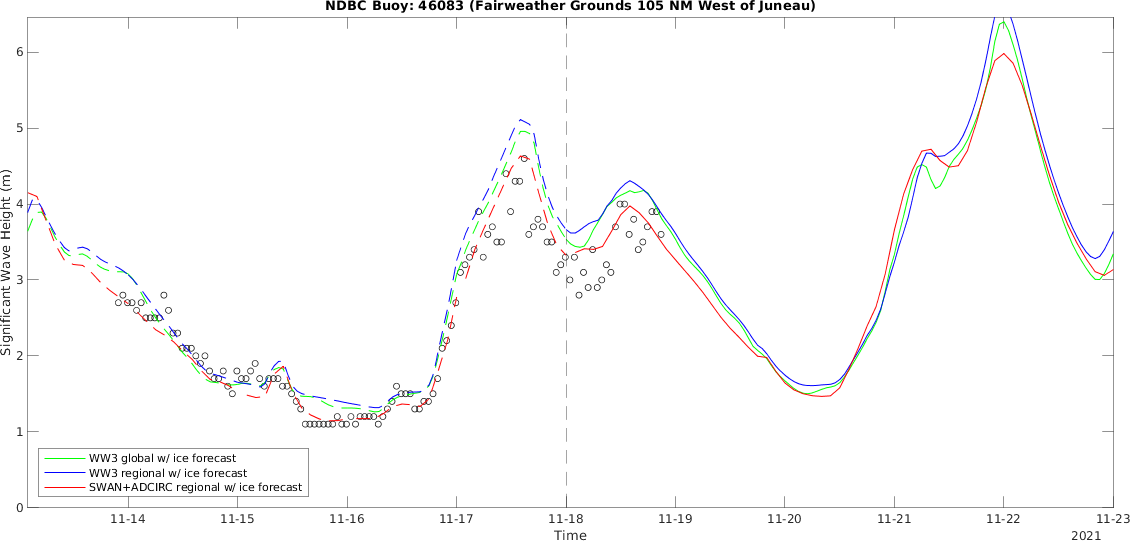 NDBC Buoy: 46083 (Fairweather Grounds 105 NM West of Juneau)
6
5
4
3
2
1
0
Significant Wave Height (m)
WW3 global w/ ice forecast
WW3 regional w/ ice forecast
SWAN+ADCIRC regional w/ ice forecast
11-14 11-15 11-16 11-17 11-18 11-19 11-20 11-21 11-22 11-23
Time
2021